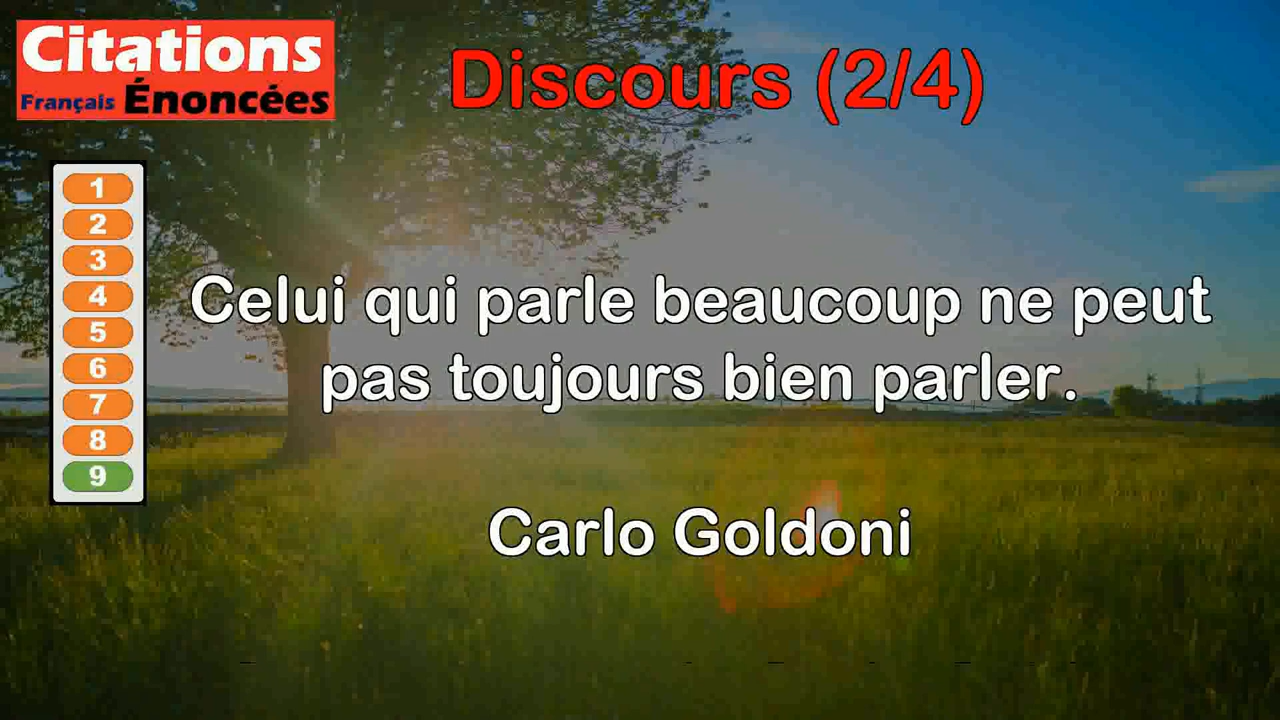 Citations
Français Énoncées
Discours (2/4)
1
2
3
4
5
6
7
8
9
Celui qui parle beaucoup ne peut
pas toujours bien parler.
Carlo Goldoni